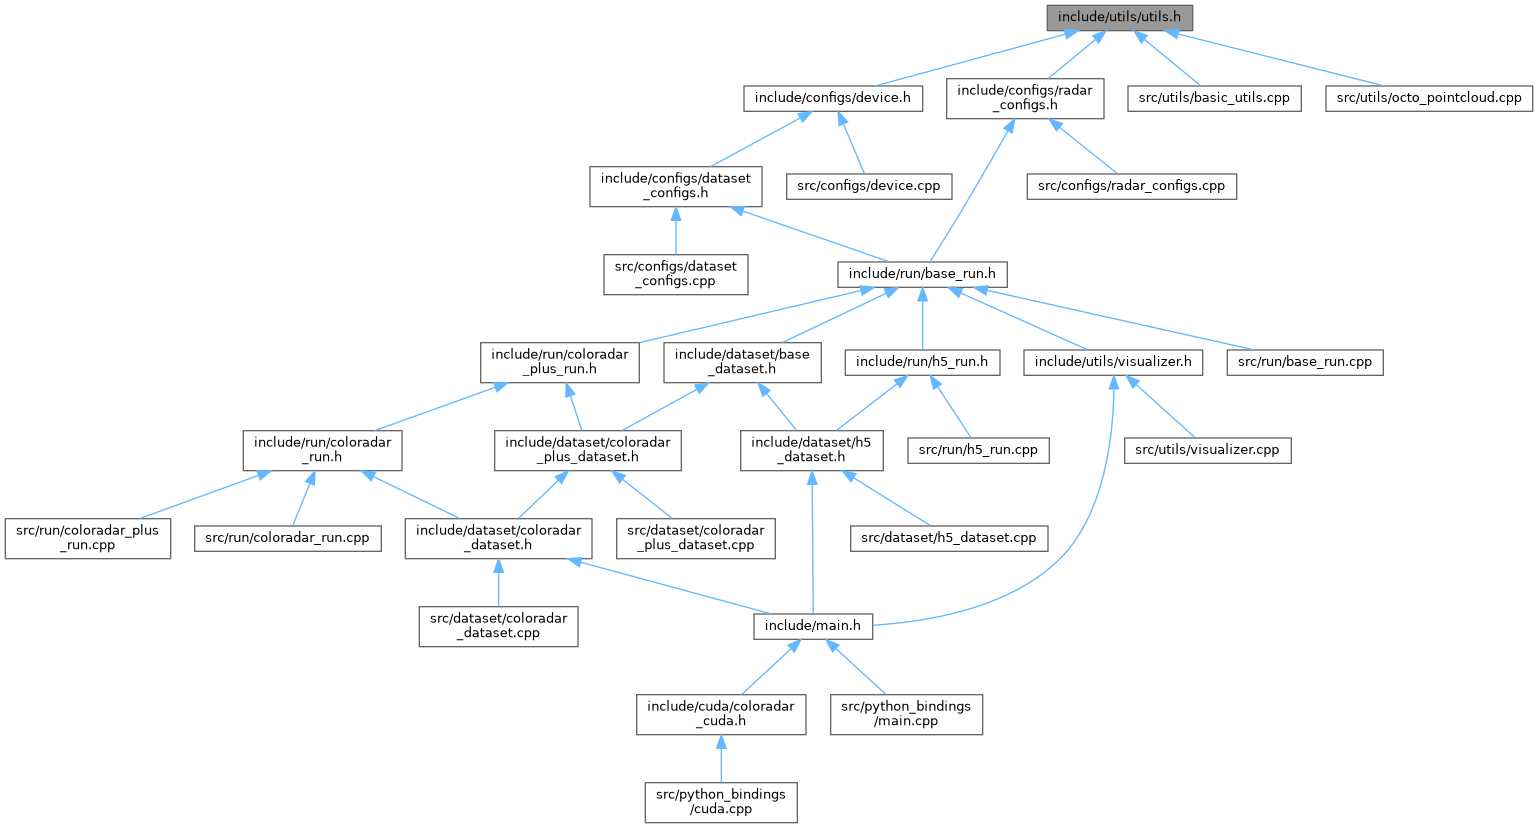 include/utils/utils.h
include/configs/device.h
include/configs/radar
_configs.h
src/utils/basic_utils.cpp
src/utils/octo_pointcloud.cpp
include/configs/dataset
_configs.h
src/configs/device.cpp
src/configs/radar_configs.cpp
src/configs/dataset
_configs.cpp
include/run/base_run.h
include/run/coloradar
_plus_run.h
include/dataset/base
_dataset.h
include/run/h5_run.h
include/utils/visualizer.h
src/run/base_run.cpp
include/run/coloradar
_run.h
include/dataset/coloradar
_plus_dataset.h
include/dataset/h5
_dataset.h
src/run/h5_run.cpp
src/utils/visualizer.cpp
src/run/coloradar_plus
_run.cpp
src/run/coloradar_run.cpp
include/dataset/coloradar
_dataset.h
src/dataset/coloradar
_plus_dataset.cpp
src/dataset/h5_dataset.cpp
src/dataset/coloradar
_dataset.cpp
include/main.h
include/cuda/coloradar
_cuda.h
src/python_bindings
/main.cpp
src/python_bindings
/cuda.cpp